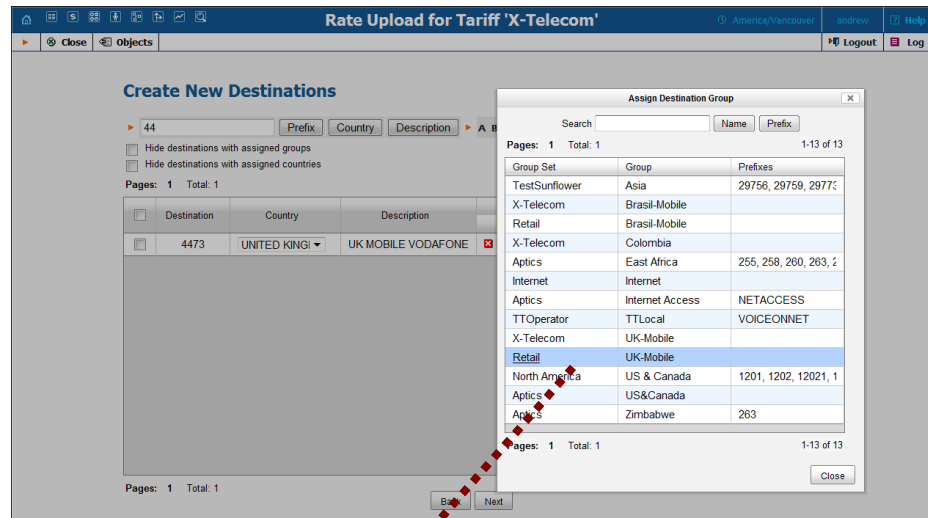 Rate Upload for Tariff 'X-Telecom'
America/Vancouver andrew Help
Close Objects Logout Log
Create New Destinations
44 Prefix Country Description A B
Hide destinations with assigned groups
Hide destinations with assigned countries
Pages: 1 Total: 1
Destination Country Description
4473 UNITED KINGI UK MOBILE VODAFONE
Pages: 1 Total: 1
Back Next
Assign Destination Group
Search Name Prefix
Pages: 1 Total: 1 1-13 of 13
Group Set Group Prefixes
TestSunflower Asia 29756, 29759, 29773
X-Telecom Brasil-Mobile
Retail Brasil-Mobile
X-Telecom Colombia
Aptics East Africa 255, 258, 260, 263, 2
Internet Internet
Aptics Internet Access NETACCESS
TTOperator TTLocal VOICEONNET
X-Telecom UK-Mobile
Retail UK-Mobile
North America US & Canada 1201, 1202, 12021, 1
Aptics US&Canada
Aptics Zimbabwe 263
Pages: 1 Total: 1 1-13 of 13
Close